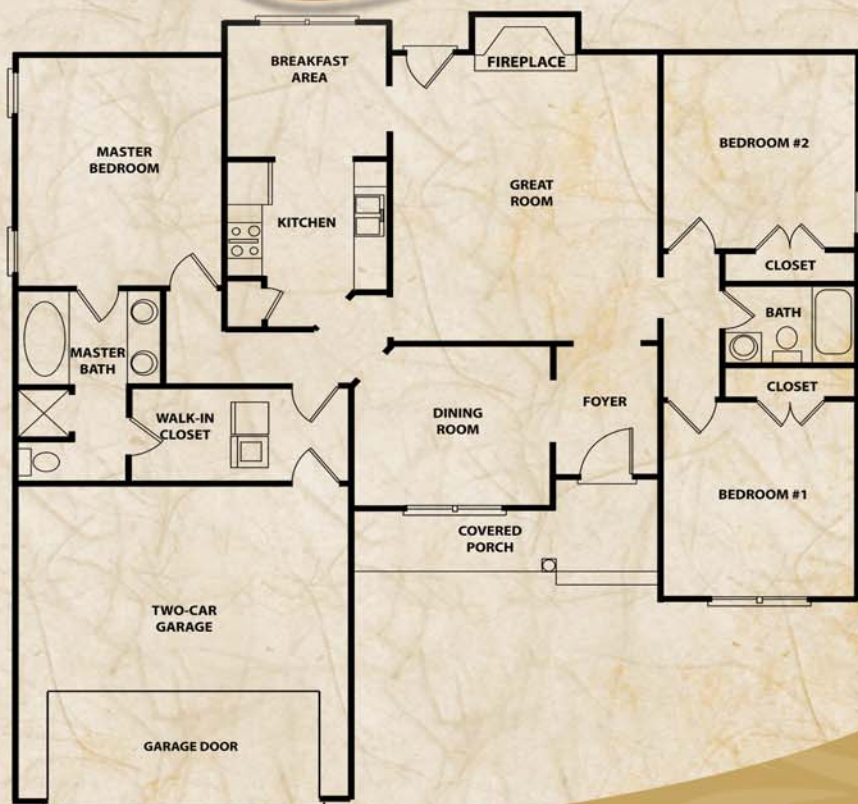 BREAKFAST
AREA
FIREPLACE
MASTER
BEDROOM
BEDROOM #2
GREAT
ROOM
KITCHEN
CLOSET
BATH
MASTER
BATH
CLOSET
WALK-IN
CLOSET
DINING
ROOM
FOYER
BEDROOM #1
COVERED
PORCH
TWO-CAR
GARAGE
GARAGE DOOR